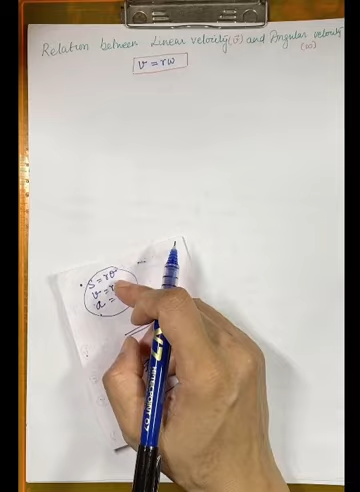 Relation between Linear velocity (v⃗) and Angular velocity
(ω)
v = rω
S = rθ
v = r
a =